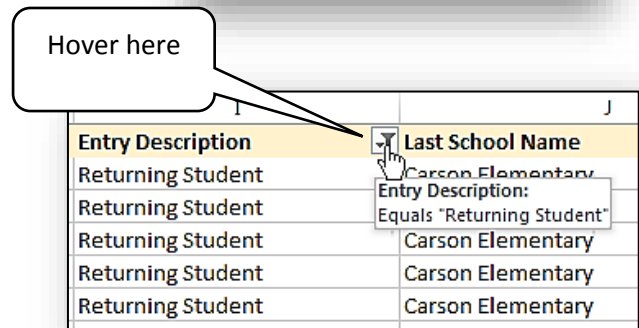 Hover here
I J
Entry Description Last School Name
Returning Student Carson Elementary
Entry Description:
Returning Student Equals "Returning Student"
Returning Student Carson Elementary
Returning Student Carson Elementary
Returning Student Carson Elementary